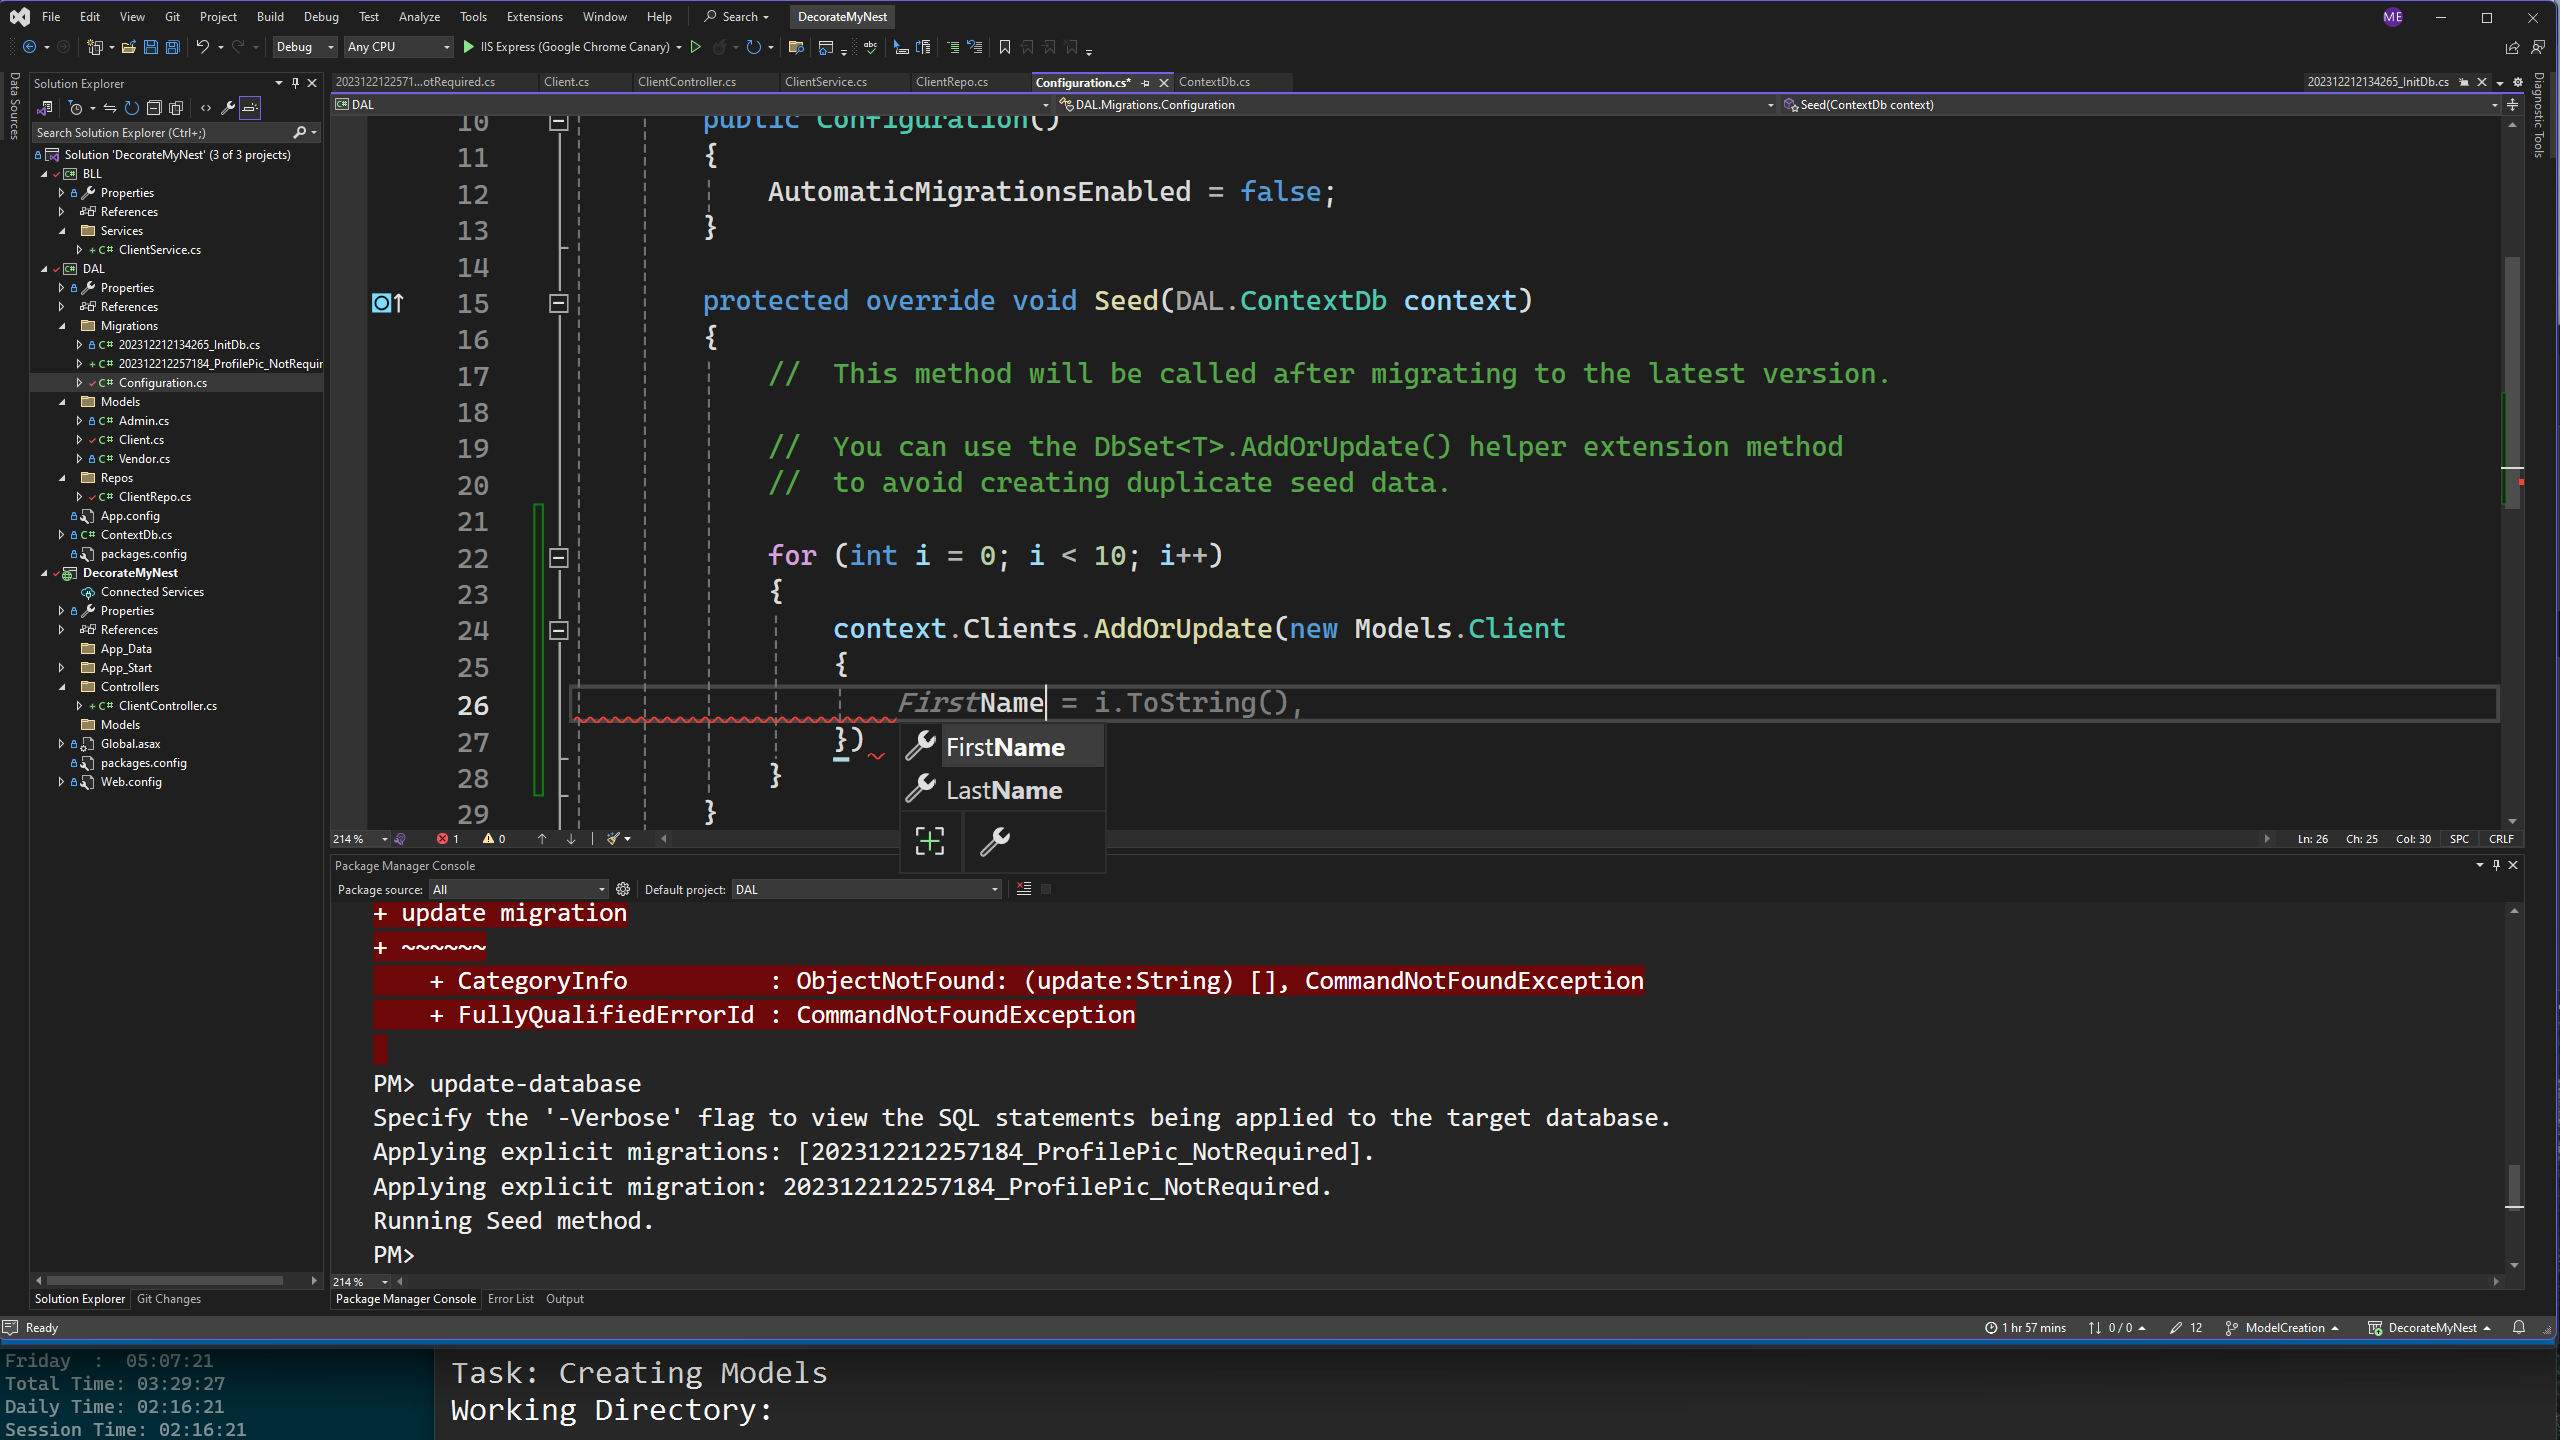 File Edit View Git Project Build Debug Test Analyze Tools Extensions Window Help Search DecorateMyNest ME
Debug Any CPU IIS Express (Google Chrome Canary)
Data Sources
Solution Explorer
Search Solution Explorer (Ctrl+;)
Solution 'DecorateMyNest' (3 of 3 projects)
BLL
Properties
References
Services
C# ClientService.cs
DAL
Properties
References
Migrations
C# 202312212134265_InitDb.cs
C# 202312212257184_ProfilePic_NotRequir
C# Configuration.cs
Models
C# Admin.cs
C# Client.cs
C# Vendor.cs
Repos
C# ClientRepo.cs
App.config
C# ContextDb.cs
packages.config
DecorateMyNest
Connected Services
Properties
References
App_Data
App_Start
Controllers
C# ClientController.cs
Models
Global.asax
packages.config
Web.config
Solution Explorer Git Changes
2023122122571...otRequired.cs Client.cs ClientController.cs ClientService.cs ClientRepo.cs Configuration.cs* ContextDb.cs 202312212134265_InitDb.cs
C# DAL DAL.Migrations.Configuration Seed(ContextDb context)
Diagnostic Tools
10 public Configuration()
11 {
12 AutomaticMigrationsEnabled = false;
13 }
14
15 protected override void Seed(DAL.ContextDb context)
16 {
17 // This method will be called after migrating to the latest version.
18
19 // You can use the DbSet<T>.AddOrUpdate() helper extension method
20 // to avoid creating duplicate seed data.
21
22 for (int i = 0; i < 10; i++)
23 {
24 context.Clients.AddOrUpdate(new Models.Client
25 {
26 FirstName = i.ToString(),
27 })
28 }
29 }
FirstName
LastName
214 % 1 0 Ln: 26 Ch: 25 Col: 30 SPC CRLF
Package Manager Console
Package source: All Default project: DAL
+ update migration
+ ~~~~~~
+ CategoryInfo : ObjectNotFound: (update:String) [], CommandNotFoundException
+ FullyQualifiedErrorId : CommandNotFoundException
PM> update-database
Specify the '-Verbose' flag to view the SQL statements being applied to the target database.
Applying explicit migrations: [202312212257184_ProfilePic_NotRequired].
Applying explicit migration: 202312212257184_ProfilePic_NotRequired.
Running Seed method.
PM>
214 %
Package Manager Console Error List Output
Ready 1 hr 57 mins 0 / 0 12 ModelCreation DecorateMyNest
Friday : 05:07:21
Total Time: 03:29:27
Daily Time: 02:16:21
Session Time: 02:16:21
Task: Creating Models
Working Directory: